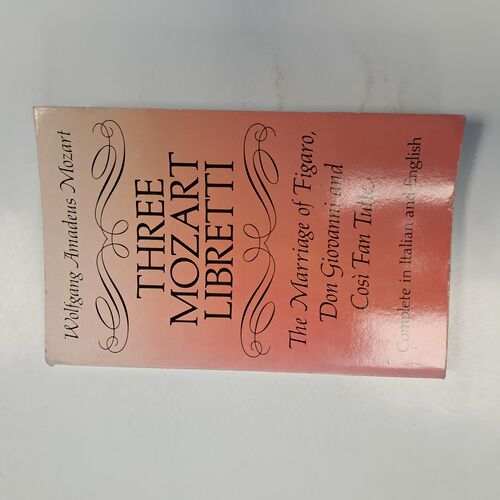 Wolfgang Amadeus Mozart
THREE
MOZART
LIBRETTI
The Marriage of Figaro,
Don Giovanni and
Così Fan Tutte
Complete in Italian and English